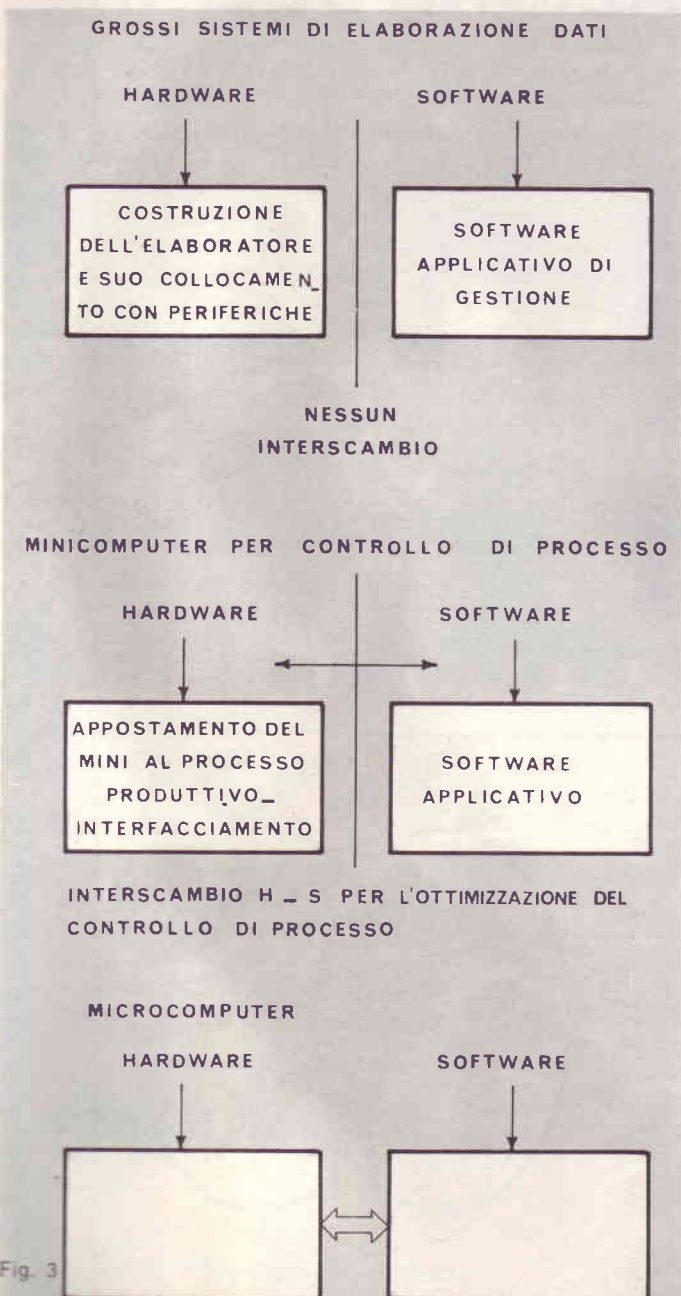 GROSSI SISTEMI DI ELABORAZIONE DATI
HARDWARE
SOFTWARE
COSTRUZIONE
DELL'ELABORATORE
E SUO COLLOCAMEN_
TO CON PERIFERICHE
SOFTWARE
APPLICATIVO DI
GESTIONE
NESSUN
INTERSCAMBIO
MINICOMPUTER PER CONTROLLO DI PROCESSO
HARDWARE
SOFTWARE
APPOSTAMENTO DEL
MINI AL PROCESSO
PRODUTTIVO_
INTERFACCIAMENTO
SOFTWARE
APPLICATIVO
INTERSCAMBIO H _ S PER L'OTTIMIZZAZIONE DEL
CONTROLLO DI PROCESSO
MICROCOMPUTER
HARDWARE
SOFTWARE
Fig. 3